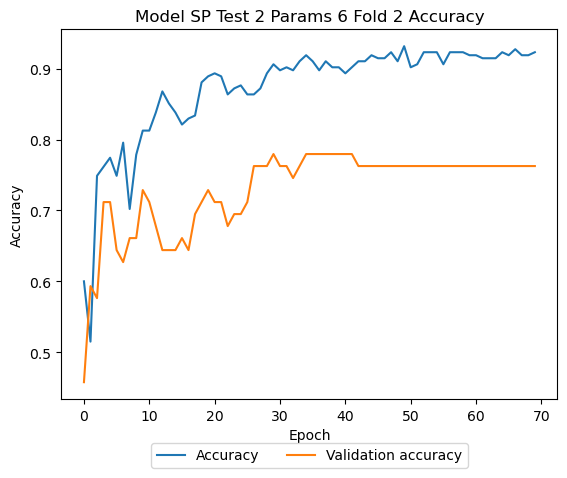 Model SP Test 2 Params 6 Fold 2 Accuracy
0.9
0.8
0.7
0.6
0.5
Accuracy
0 10 20 30 40 50 60 70
Epoch
Accuracy Validation accuracy